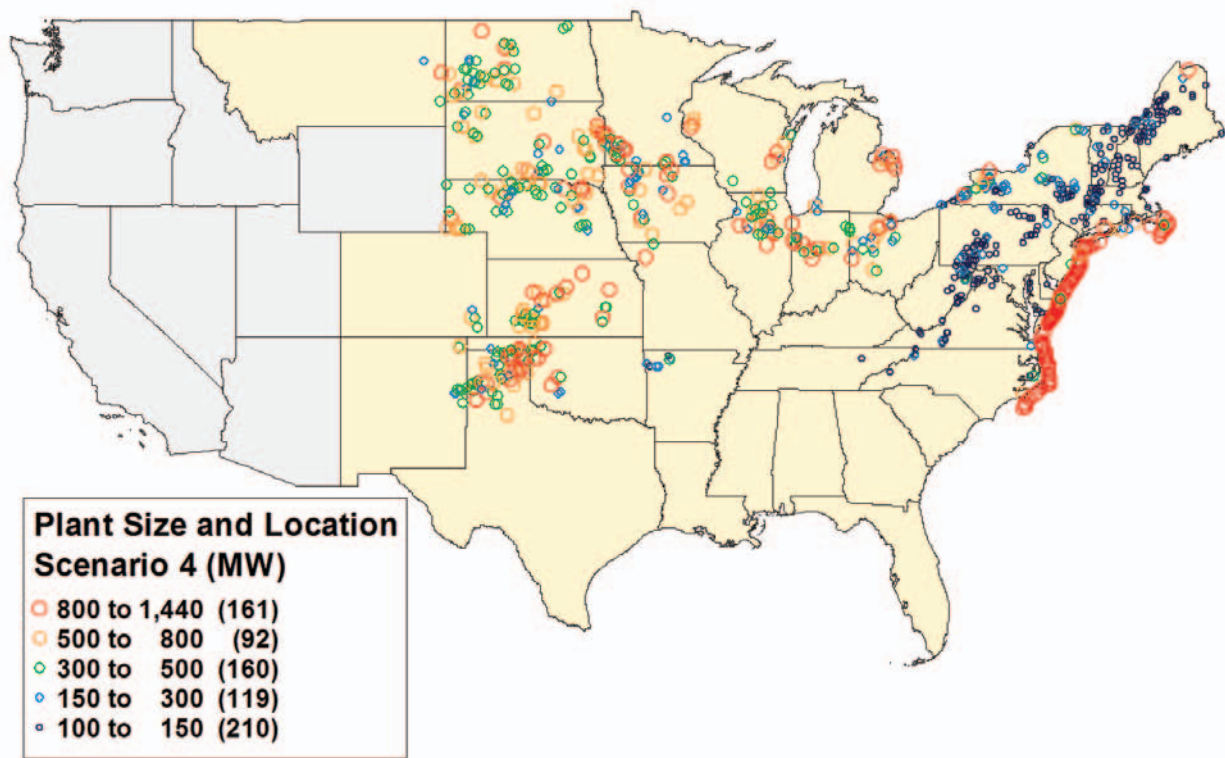 Plant Size and Location
Scenario 4 (MW)
800 to 1,440 (161)
500 to 800 (92)
300 to 500 (160)
150 to 300 (119)
100 to 150 (210)